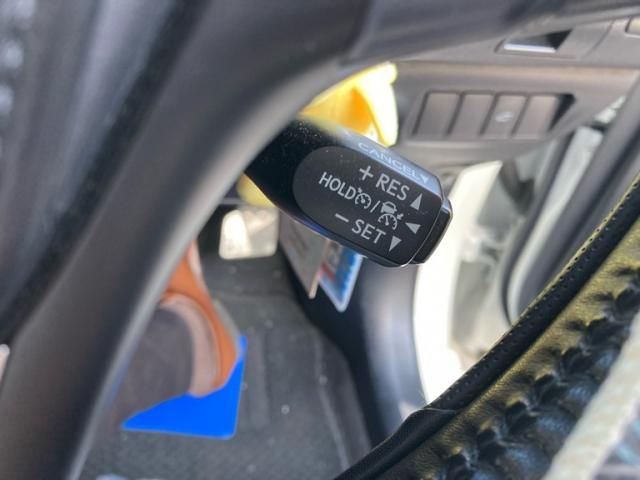 CANCEL
+ RES ▲
HOLD / ◀
− SET ▼